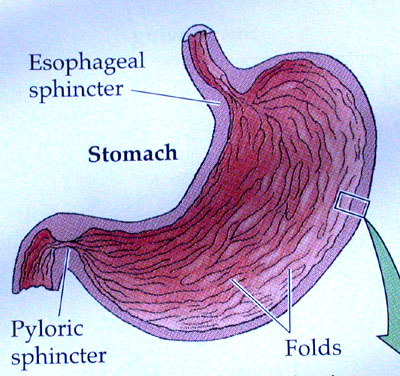 Esophageal
sphincter
Stomach
Pyloric
sphincter
Folds